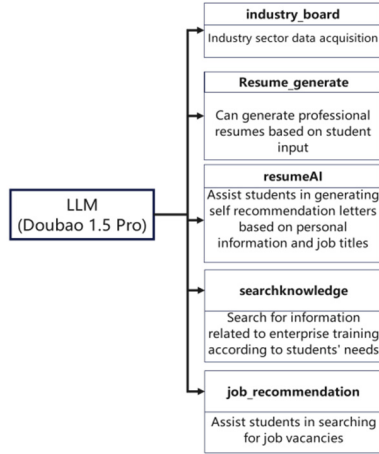 industry_board
Industry sector data acquisition
Resume_generate
Can generate professional
resumes based on student
input
resumeAI
Assist students in generating
self recommendation letters
based on personal
information and job titles
LLM
(Doubao 1.5 Pro)
searchknowledge
Search for information
related to enterprise training
according to students' needs
job_recommendation
Assist students in searching
for job vacancies